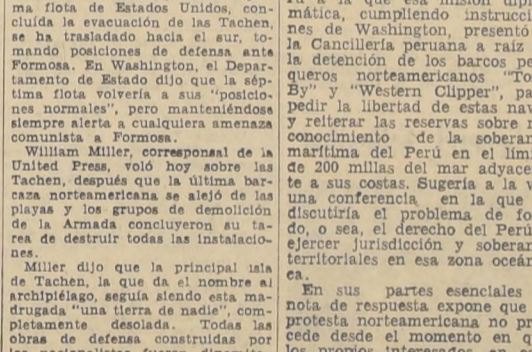 ma flota de Estados Unidos, con-
cluída la evacuación de las Tachen,
se ha trasladado hacia el sur, to-
mando posiciones de defensa ante
Formosa. En Washington, el Depar-
tamento de Estado dijo que la sép-
tima flota volvería a sus "posicio-
nes normales", pero manteniéndose
siempre alerta a cualquiera amenaza
comunista a Formosa.
William Miller, corresponsal de la
United Press, voló hoy sobre las
Tachen, después que la última bar-
caza norteamericana se alejó de las
playas y los grupos de demolición
de la Armada concluyeron su ta-
rea de destruir todas las instalacio-
nes.
Miller dijo que la principal isla
de Tachen, la que da el nombre al
archipiélago, seguía siendo esta ma-
drugada "una tierra de nadie", com-
pletamente desolada. Todas las
obras de defensa construidas por
mática, cumpliendo instrucci
nes de Washington, presentó
la Cancillería peruana a raíz
la detención de los barcos pe
queros norteamericanos "To
By" y "Western Clipper", pa
pedir la libertad de estas nav
y reiterar las reservas sobre r
conocimiento de la soberan
marítima del Perú en el lím
de 200 millas del mar adyace
te a sus costas. Sugería a la v
una conferencia en la que
discutiría el problema de fo
do, o sea, el derecho del Perú
ejercer jurisdicción y soberan
territoriales en esa zona oceán
ca.
En sus partes esenciales
nota de respuesta expone que
protesta norteamericana no pr
cede desde el momento en q